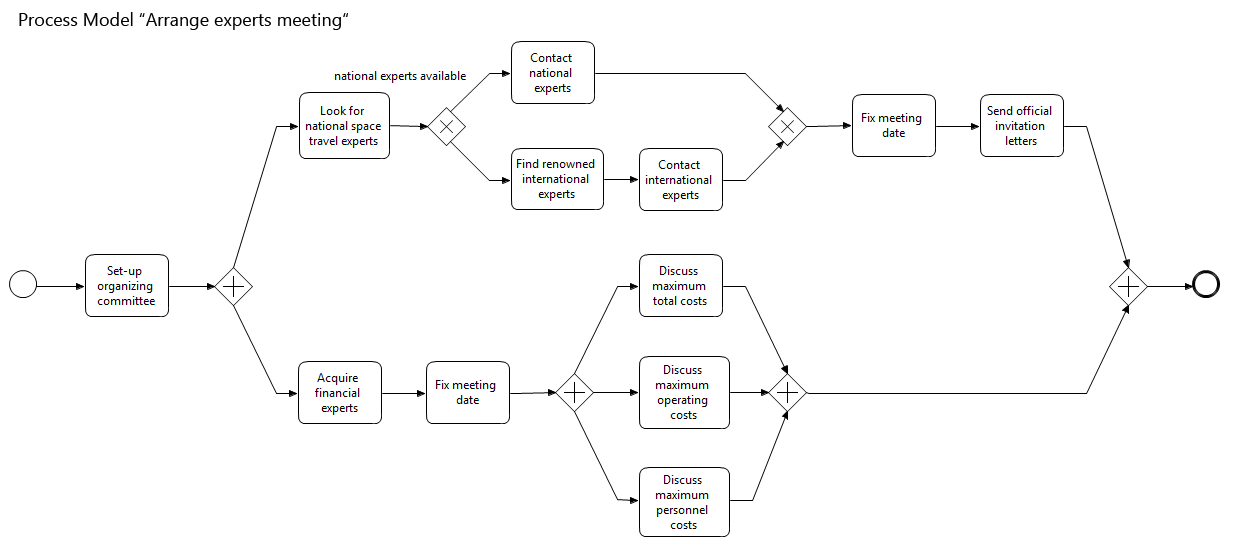 Process Model “Arrange experts meeting“
national experts available
Contact
national
experts
Look for
national space
travel experts
Fix meeting
date
Send official
invitation
letters
Find renowned
international
experts
Contact
international
experts
Set-up
organizing
committee
Discuss
maximum
total costs
Acquire
financial
experts
Fix meeting
date
Discuss
maximum
operating
costs
Discuss
maximum
personnel
costs